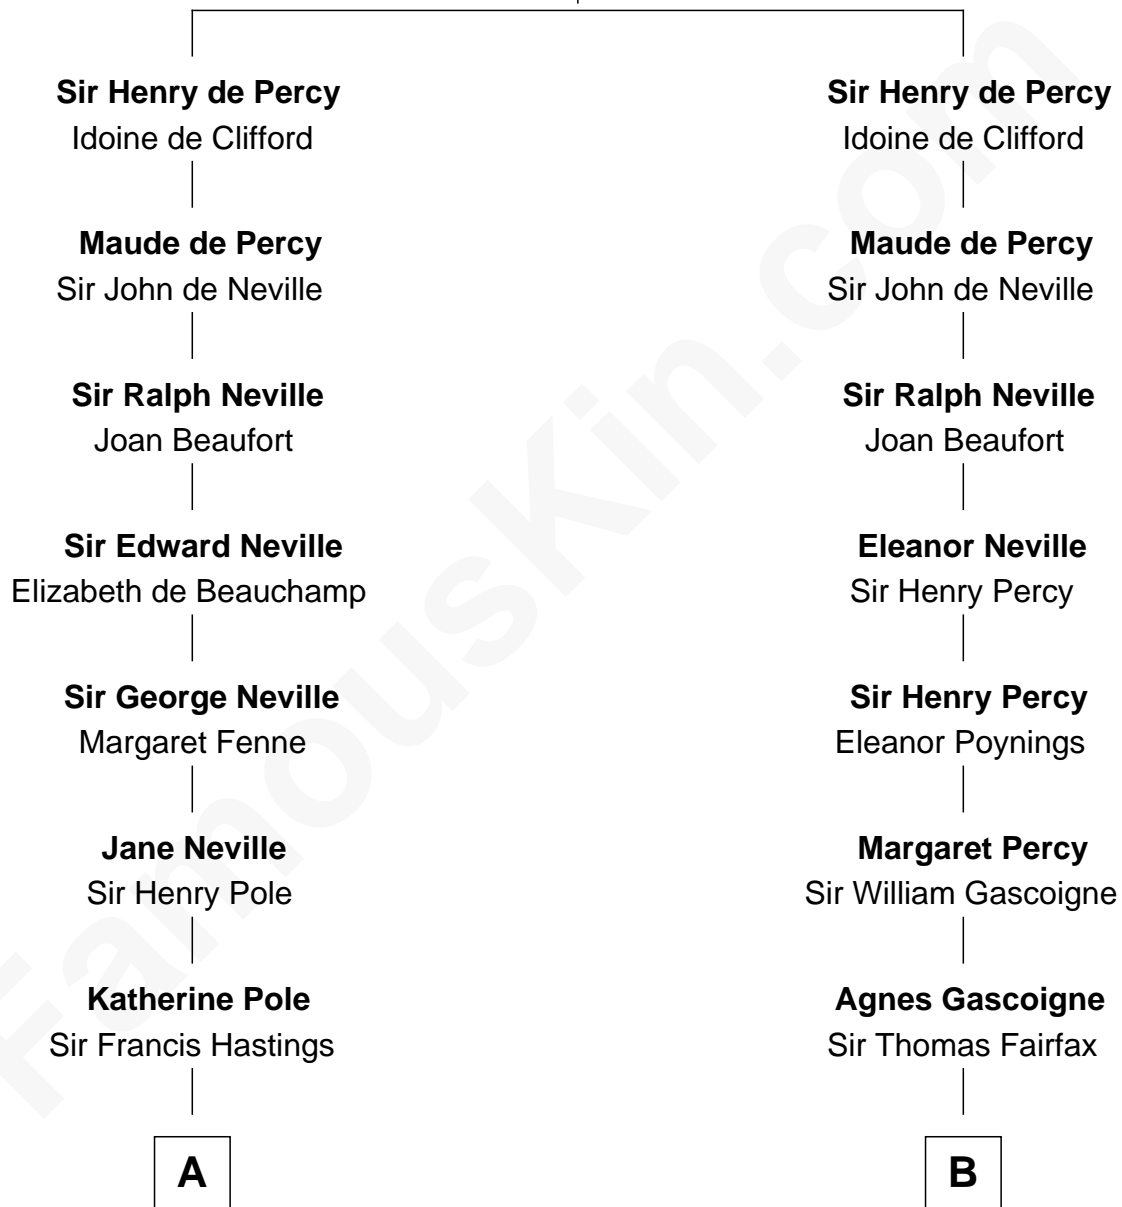 Sir Henry de Percy
Idoine de Clifford
Maude de Percy
Sir John de Neville
Sir Ralph Neville
Joan Beaufort
Sir Edward Neville
Elizabeth de Beauchamp
Sir George Neville
Margaret Fenne
Jane Neville
Sir Henry Pole
Katherine Pole
Sir Francis Hastings
A
Sir Henry de Percy
Idoine de Clifford
Maude de Percy
Sir John de Neville
Sir Ralph Neville
Joan Beaufort
Eleanor Neville
Sir Henry Percy
Sir Henry Percy
Eleanor Poynings
Margaret Percy
Sir William Gascoigne
Agnes Gascoigne
Sir Thomas Fairfax
B
FamousKin.com